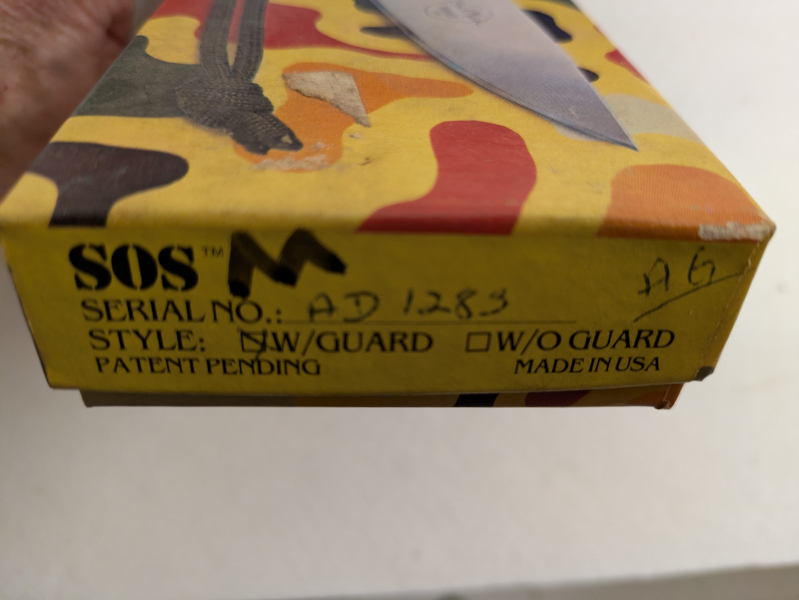 SOS™ M
AG
SERIAL NO.: AD 1283
STYLE: ☒W/GUARD ☐W/O GUARD
PATENT PENDING MADE IN USA